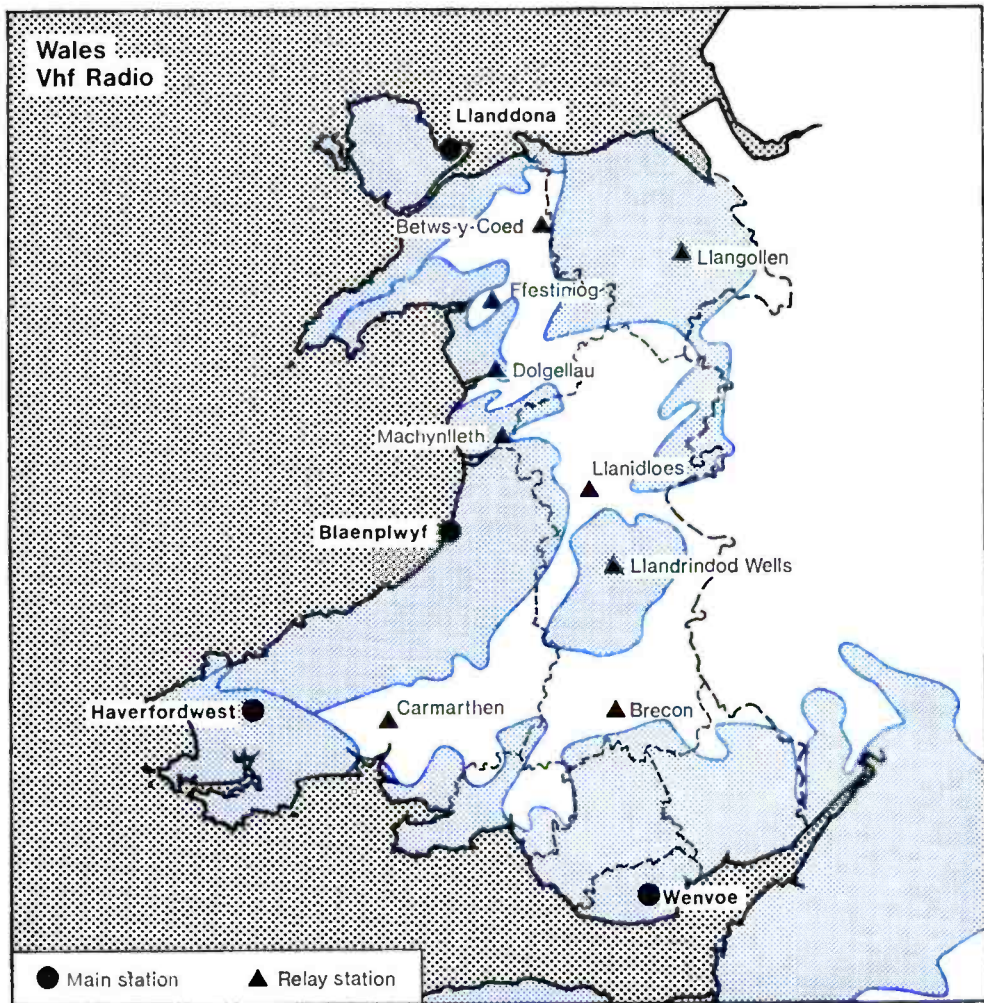 Wales
Vhf Radio
Llanddona
Betws-y-Coed
Llangollen
Ffestiniog
Dolgellau
Machynlleth
Llanidloes
Blaenplwyf
Llandrindod Wells
Haverfordwest
Carmarthen
Brecon
Wenvoe
Main station
Relay station